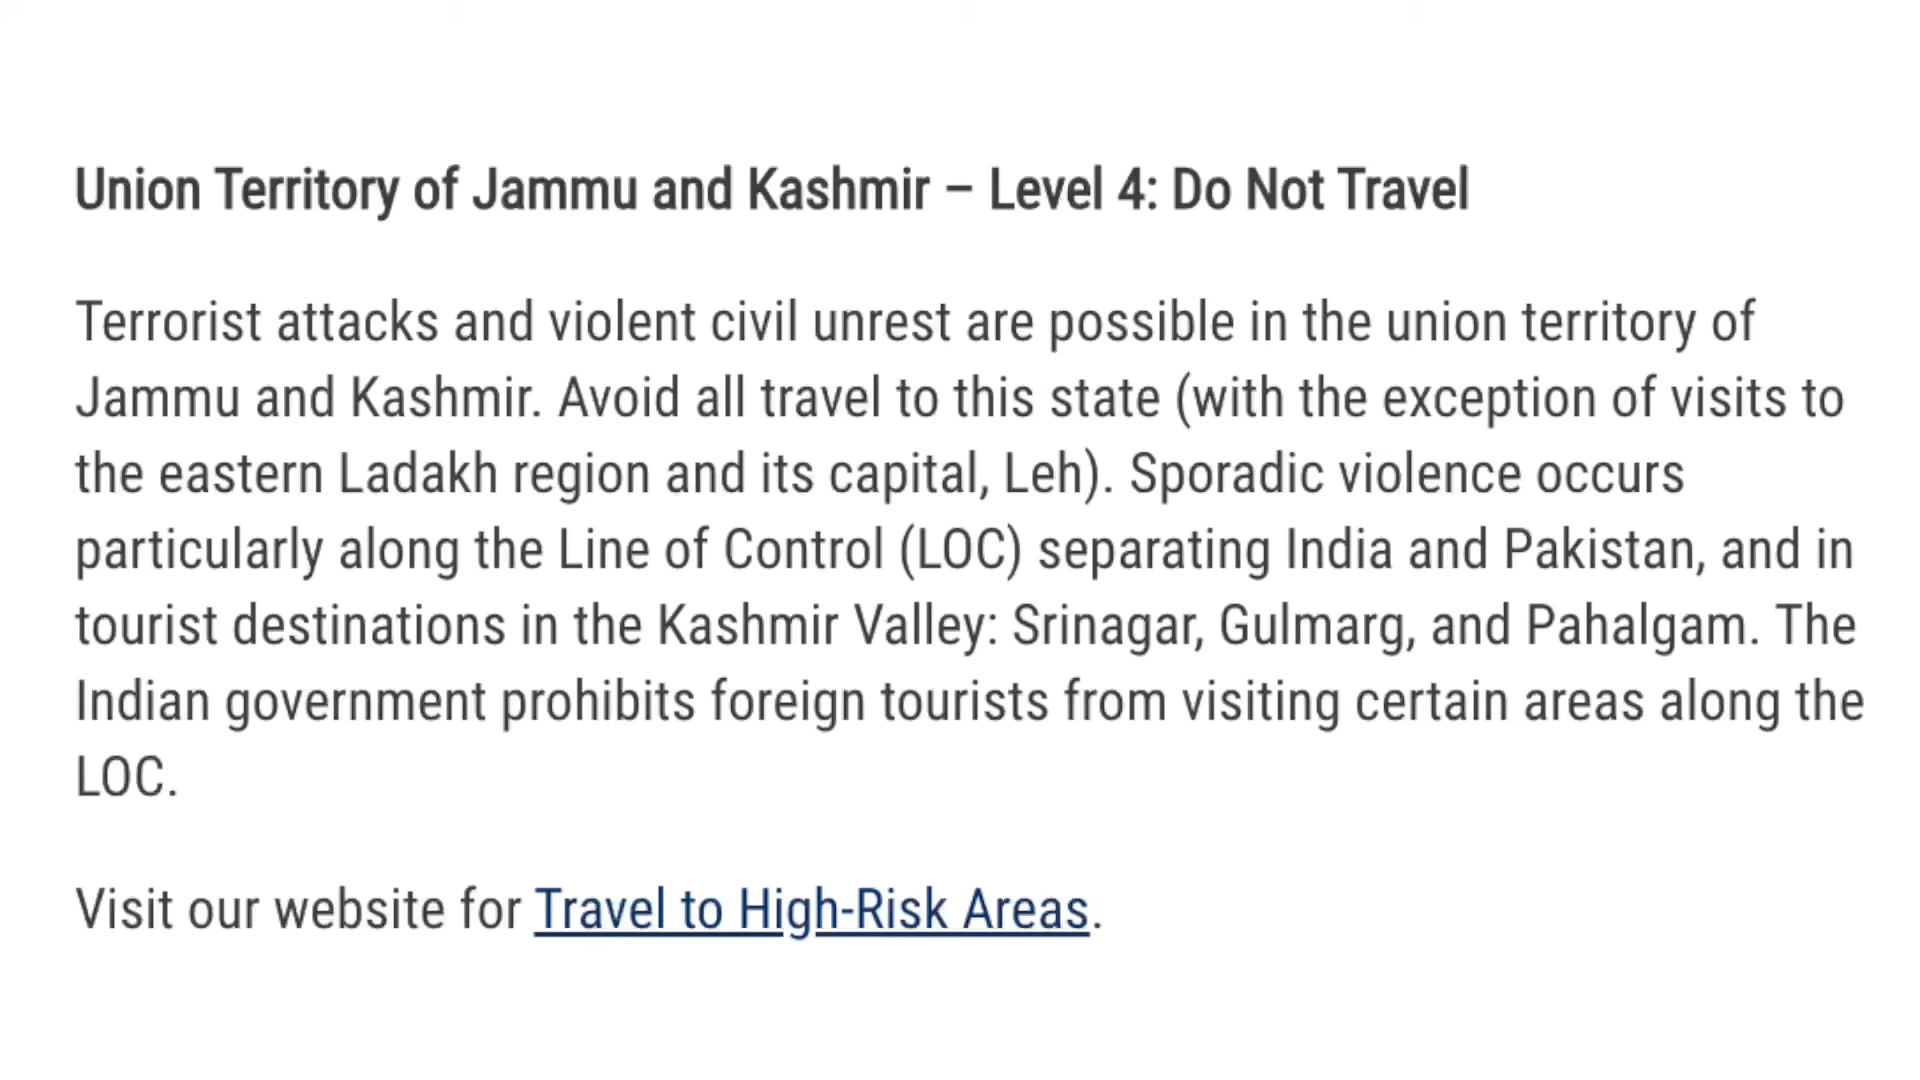 Union Territory of Jammu and Kashmir – Level 4: Do Not Travel
Terrorist attacks and violent civil unrest are possible in the union territory of
Jammu and Kashmir. Avoid all travel to this state (with the exception of visits to
the eastern Ladakh region and its capital, Leh). Sporadic violence occurs
particularly along the Line of Control (LOC) separating India and Pakistan, and in
tourist destinations in the Kashmir Valley: Srinagar, Gulmarg, and Pahalgam. The
Indian government prohibits foreign tourists from visiting certain areas along the
LOC.
Visit our website for Travel to High-Risk Areas.